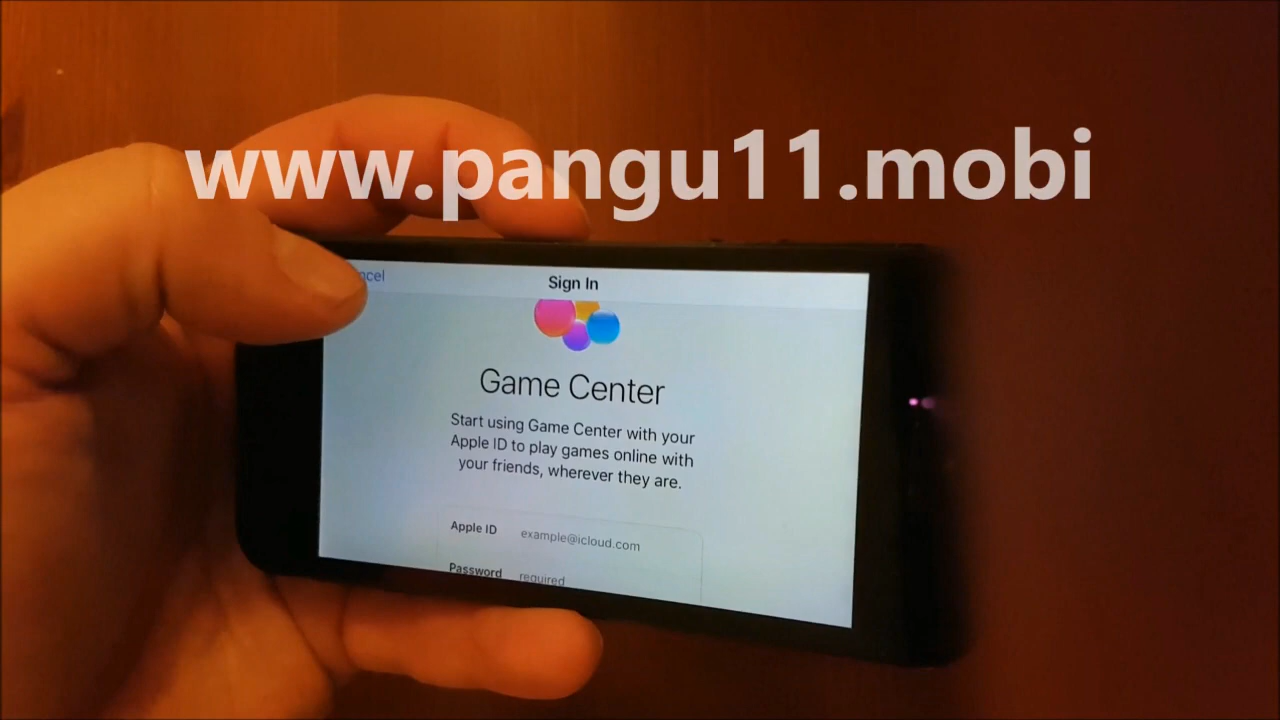 www.pangu11.mobi
Sign In
Game Center
Start using Game Center with your
Apple ID to play games online with
your friends, wherever they are.
Apple ID example@icloud.com
Password required